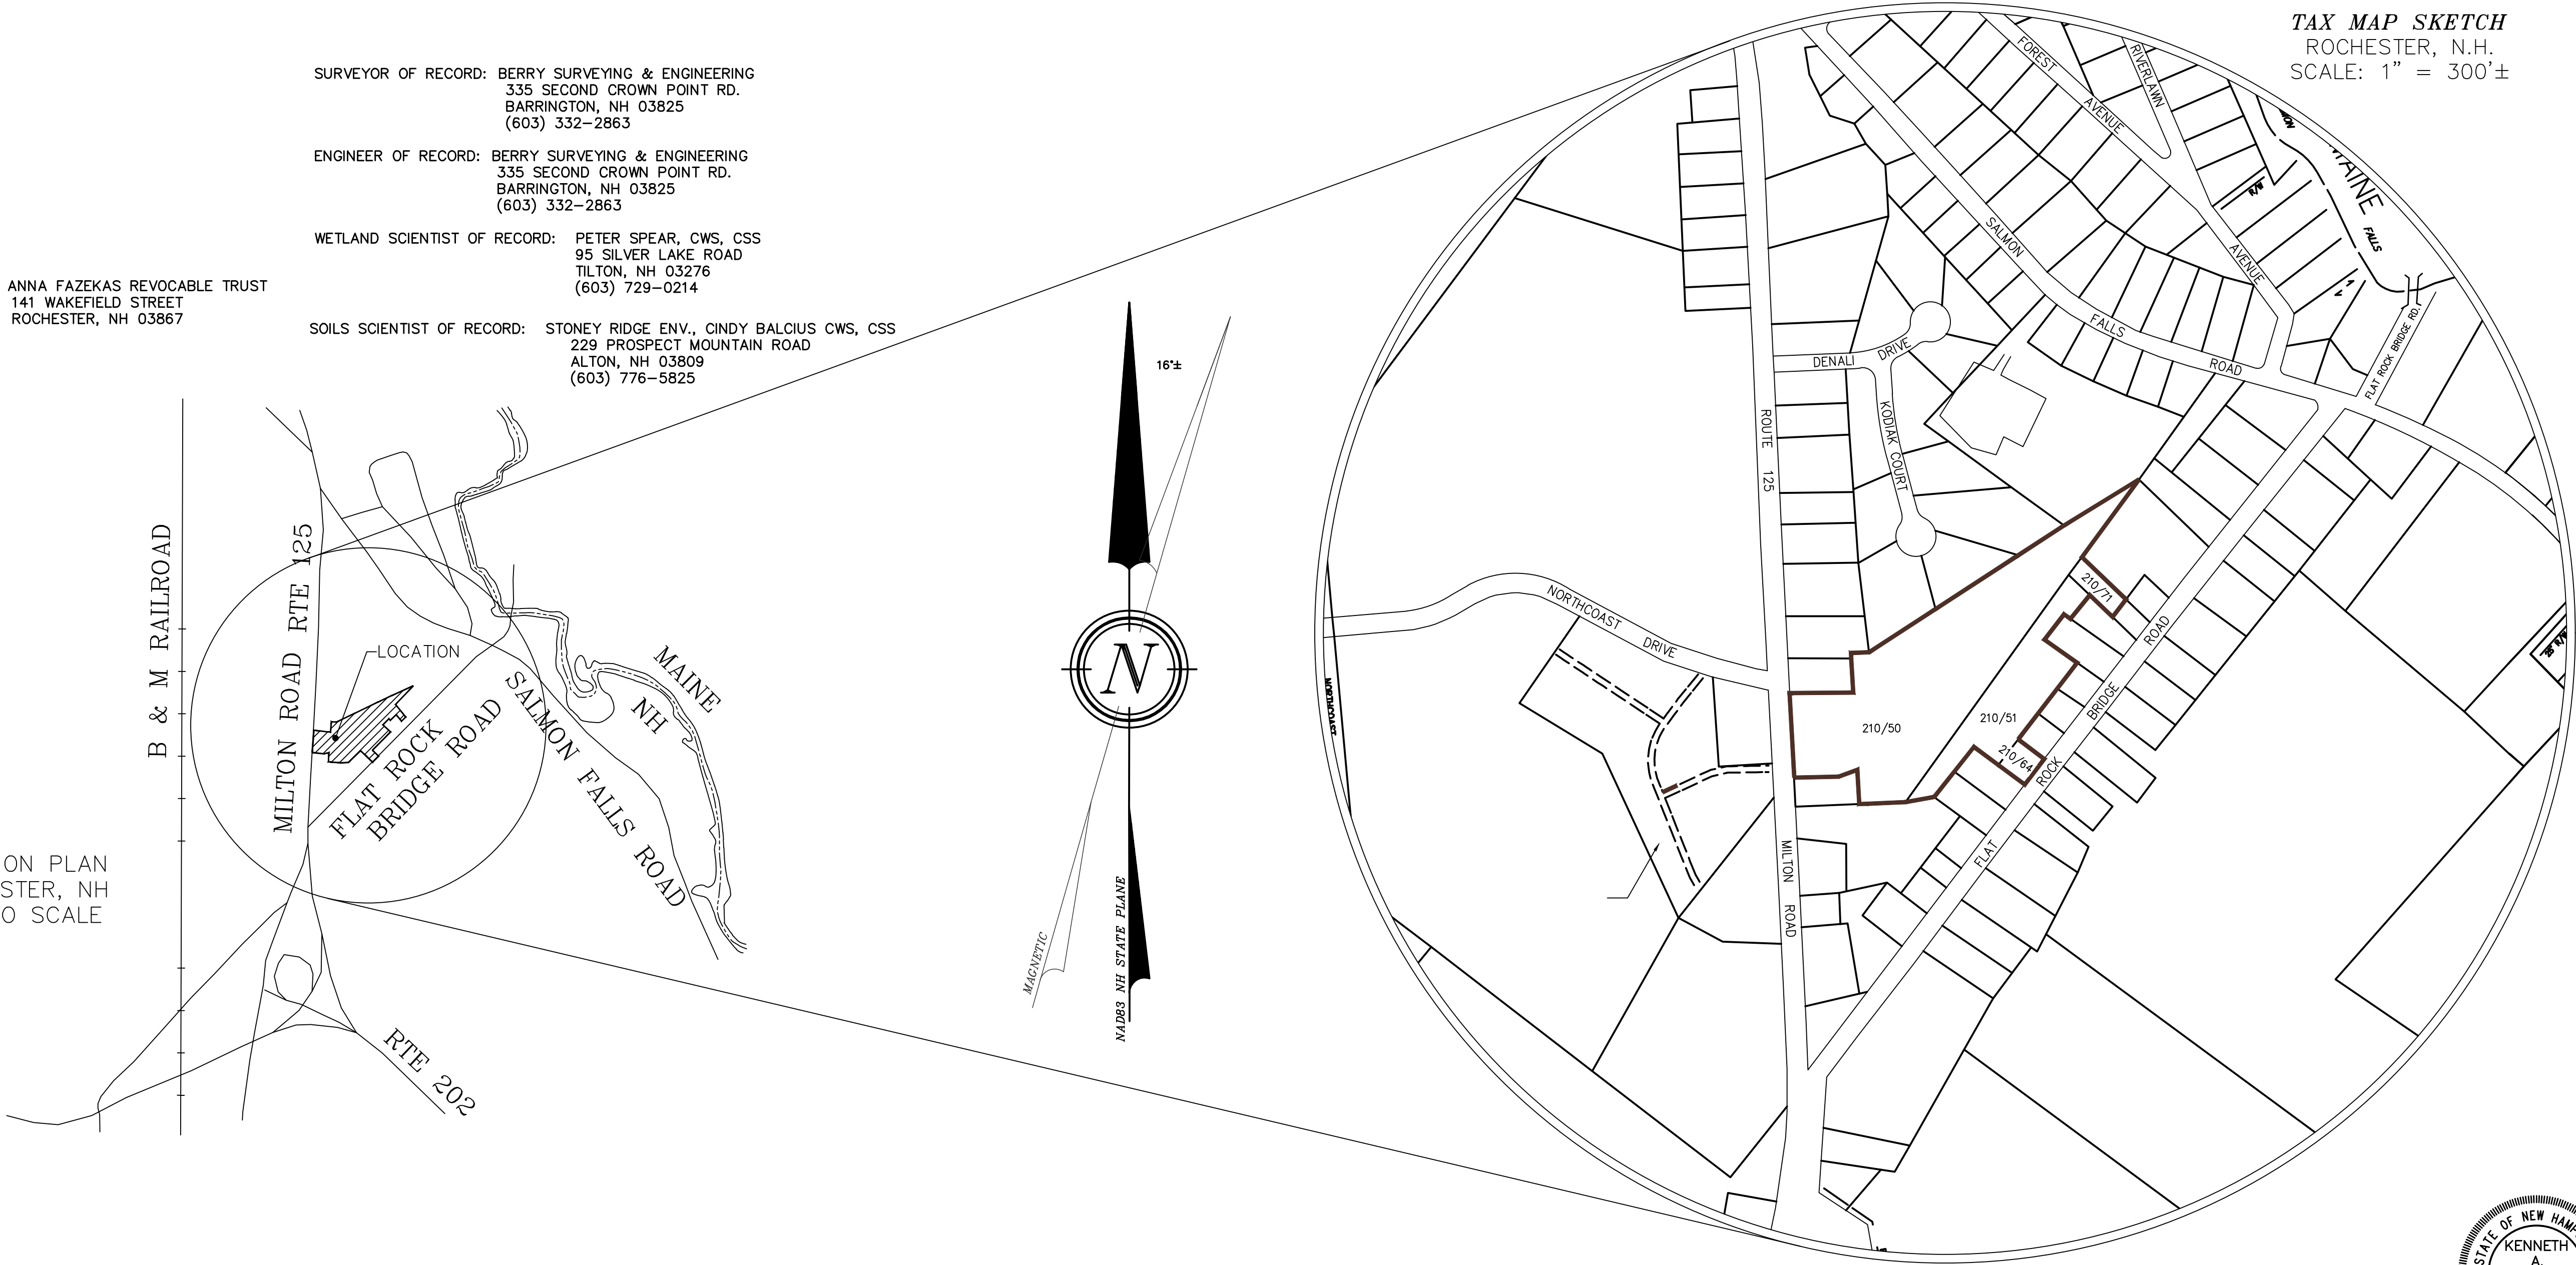 TAX MAP SKETCH
ROCHESTER, N.H.
SCALE: 1" = 300'±
SURVEYOR OF RECORD: BERRY SURVEYING & ENGINEERING
335 SECOND CROWN POINT RD.
BARRINGTON, NH 03825
(603) 332-2863
ENGINEER OF RECORD: BERRY SURVEYING & ENGINEERING
335 SECOND CROWN POINT RD.
BARRINGTON, NH 03825
(603) 332-2863
WETLAND SCIENTIST OF RECORD: PETER SPEAR, CWS, CSS
95 SILVER LAKE ROAD
TILTON, NH 03276
(603) 729-0214
ANNA FAZEKAS REVOCABLE TRUST
141 WAKEFIELD STREET
ROCHESTER, NH 03867
SOILS SCIENTIST OF RECORD: STONEY RIDGE ENV., CINDY BALCIUS CWS, CSS
229 PROSPECT MOUNTAIN ROAD
ALTON, NH 03809
(603) 776-5825
B & M RAILROAD
MILTON ROAD RTE 125
LOCATION
FLAT ROCK
BRIDGE ROAD
SALMON FALLS ROAD
MAINE
NH
RTE 202
ON PLAN
STER, NH
O SCALE
16°±
N
MAGNETIC
NAD83 NH STATE PLANE
FOREST
AVENUE
RIVERLAWN
AVENUE
R/W
MAINE
FALLS
SALMON
FALLS
ROAD
FLAT ROCK BRIDGE RD.
DENALI
DRIVE
KODIAK COURT
ROUTE 125
NORTHCOAST
DRIVE
NORTHCOAST
210/71
210/50
210/51
210/64
FLAT
ROCK
BRIDGE
ROAD
MILTON ROAD
25' R/W
STATE OF NEW HAMP
KENNETH
A.